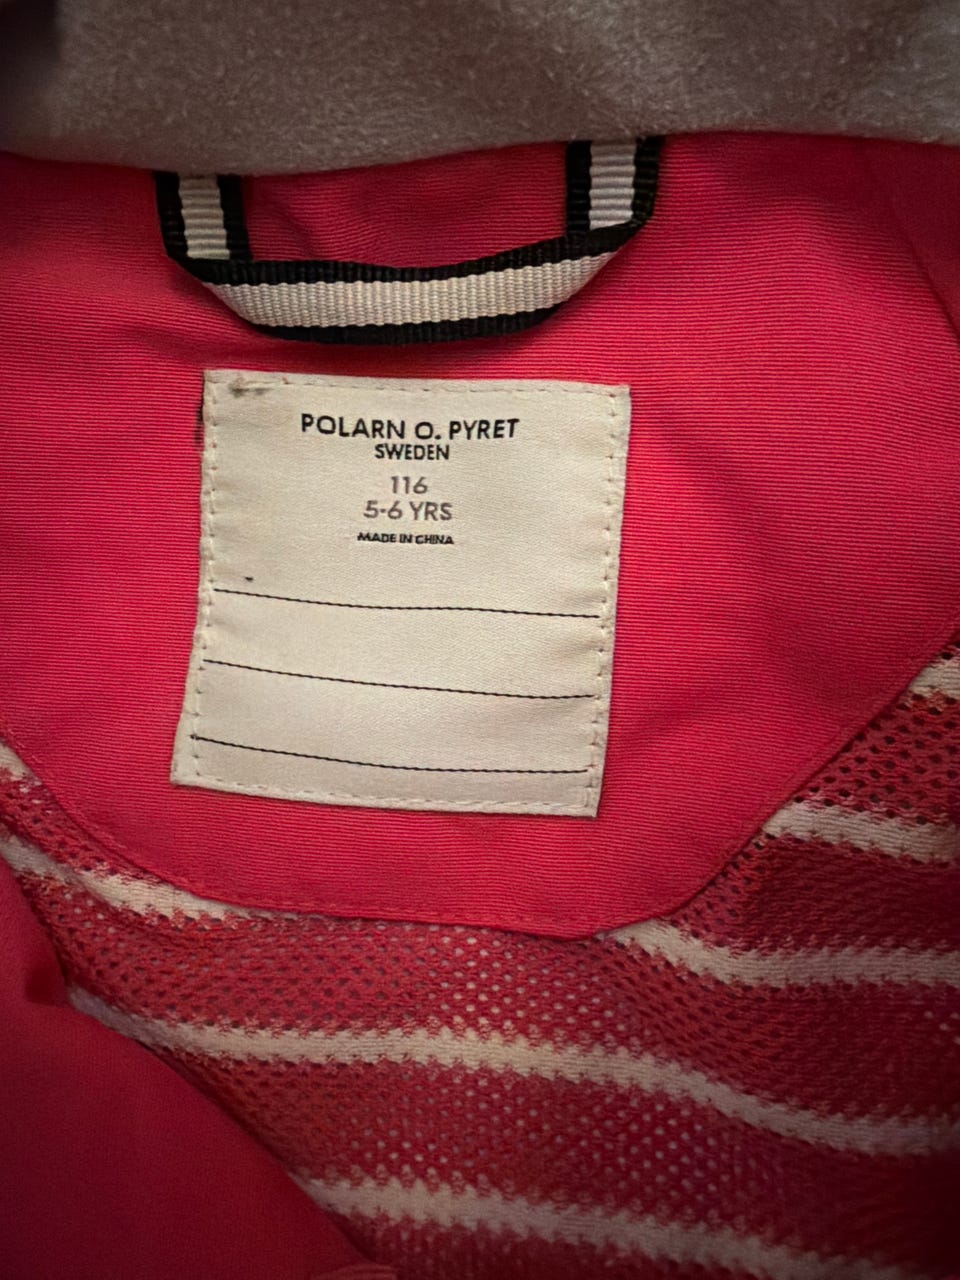 POLARN O. PYRET
SWEDEN
116
5-6 YRS
MADE IN CHINA